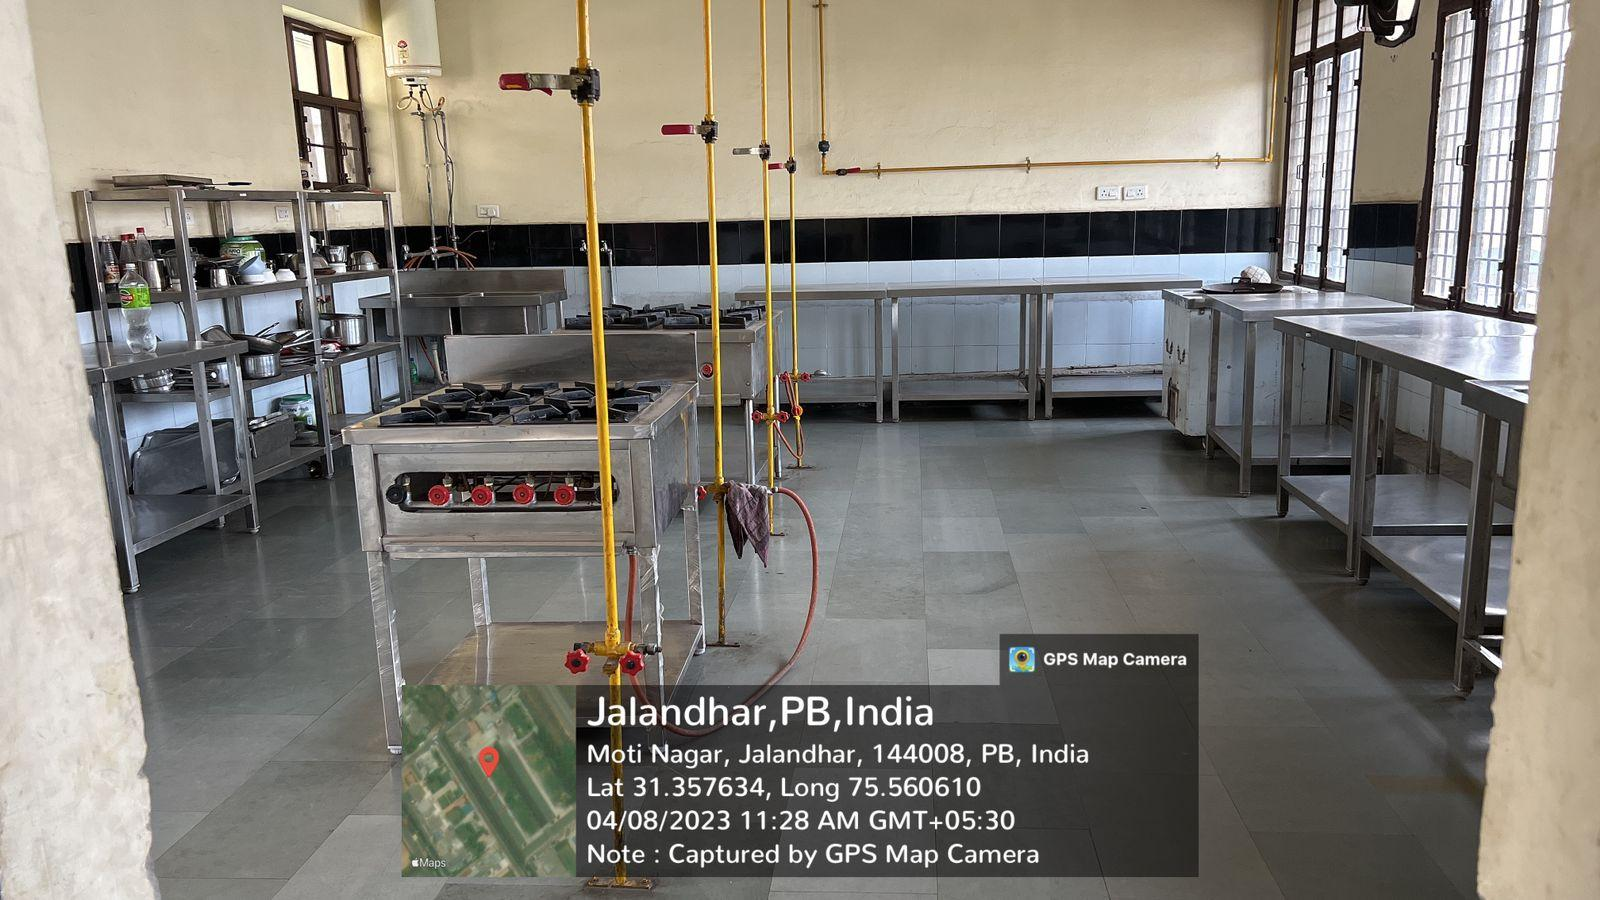 GPS Map Camera
Jalandhar,PB,India
Moti Nagar, Jalandhar, 144008, PB, India
Lat 31.357634, Long 75.560610
04/08/2023 11:28 AM GMT+05:30
Note : Captured by GPS Map Camera
Maps